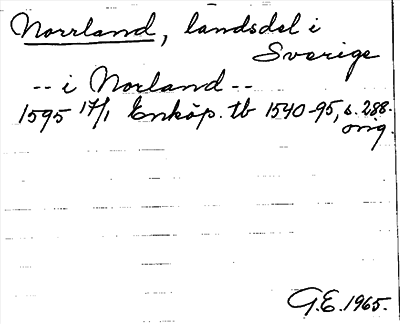 Norrland, landsdel i
Sverige
-- i Norland --
1595 17/1 Enköp. tb 1540-95, s. 288.
orig.
G.E. 1965.